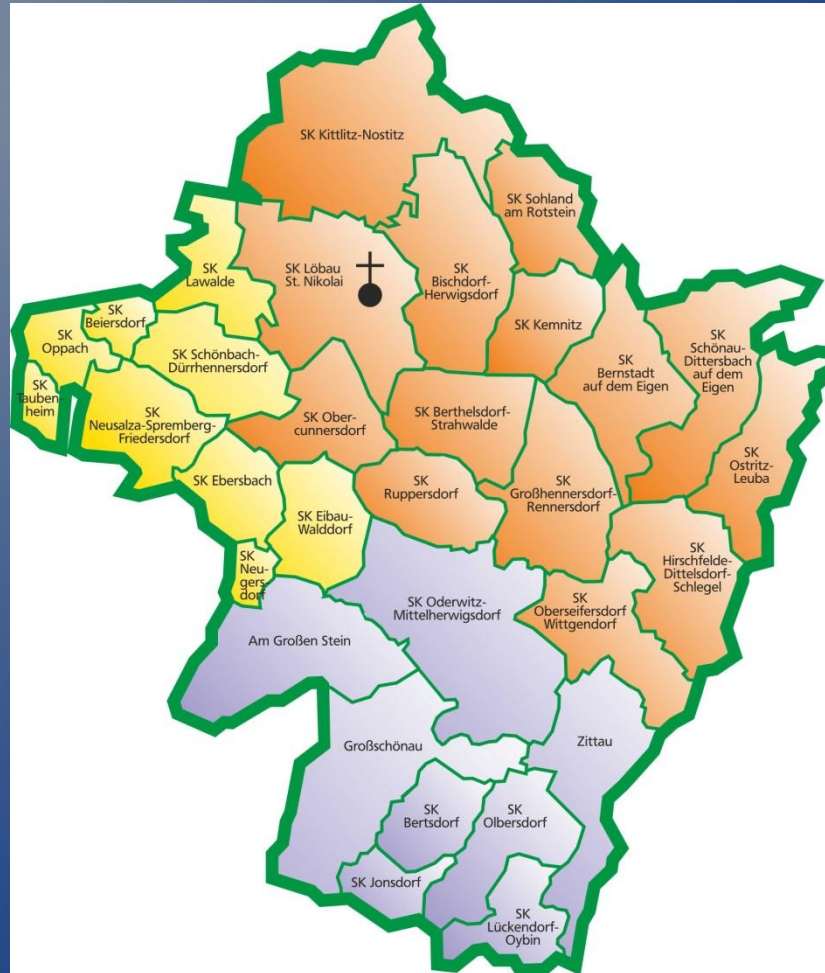 SK Kittlitz-Nostitz
SK Sohland
am Rotstein
SK
Lawalde
SK Löbau
St. Nikolai
SK
Bischdorf-
Herwigsdorf
SK Kemnitz
SK
Beiersdorf
SK
Oppach
SK Schönbach-
Dürrhennersdorf
SK
Bernstadt
auf dem Eigen
SK
Schönau-
Dittersbach
auf dem
Eigen
SK
Tauben-
heim
SK
Neusalza-Spremberg-
Friedersdorf
SK Ober-
cunnersdorf
SK Berthelsdorf-
Strahwalde
SK
Ostritz-
Leuba
SK Ebersbach
SK Eibau-
Walddorf
SK
Ruppersdorf
SK
Großhennersdorf-
Rennersdorf
SK
Neu-
gers-
dorf
SK
Hirschfelde-
Dittelsdorf-
Schlegel
SK Oderwitz-
Mittelherwigsdorf
SK
Oberseifersdorf
Wittgendorf
Am Großen Stein
Großschönau
Zittau
SK
Bertsdorf
SK
Olbersdorf
SK Jonsdorf
SK
Lückendorf-
Oybin